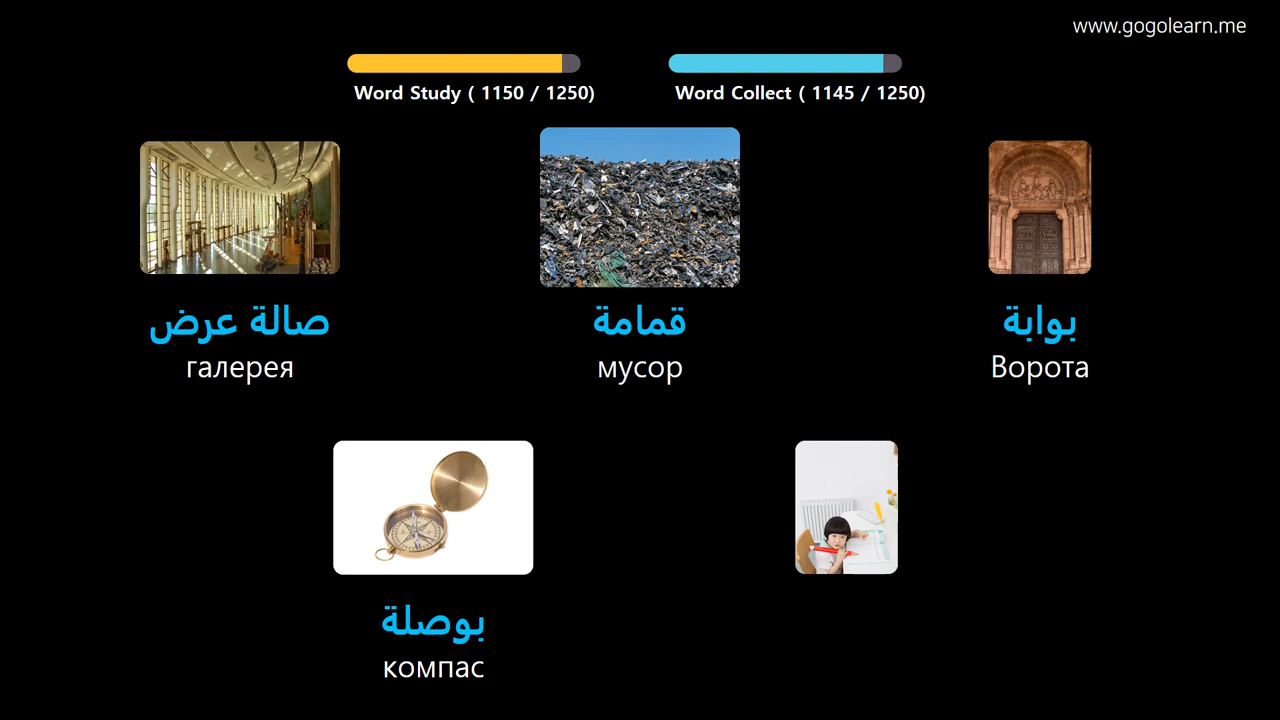 www.gogolearn.me
Word Study ( 1150 / 1250)
Word Collect ( 1145 / 1250)
صالة عرض
галерея
قمامة
мусор
بوابة
Ворота
بوصلة
компас